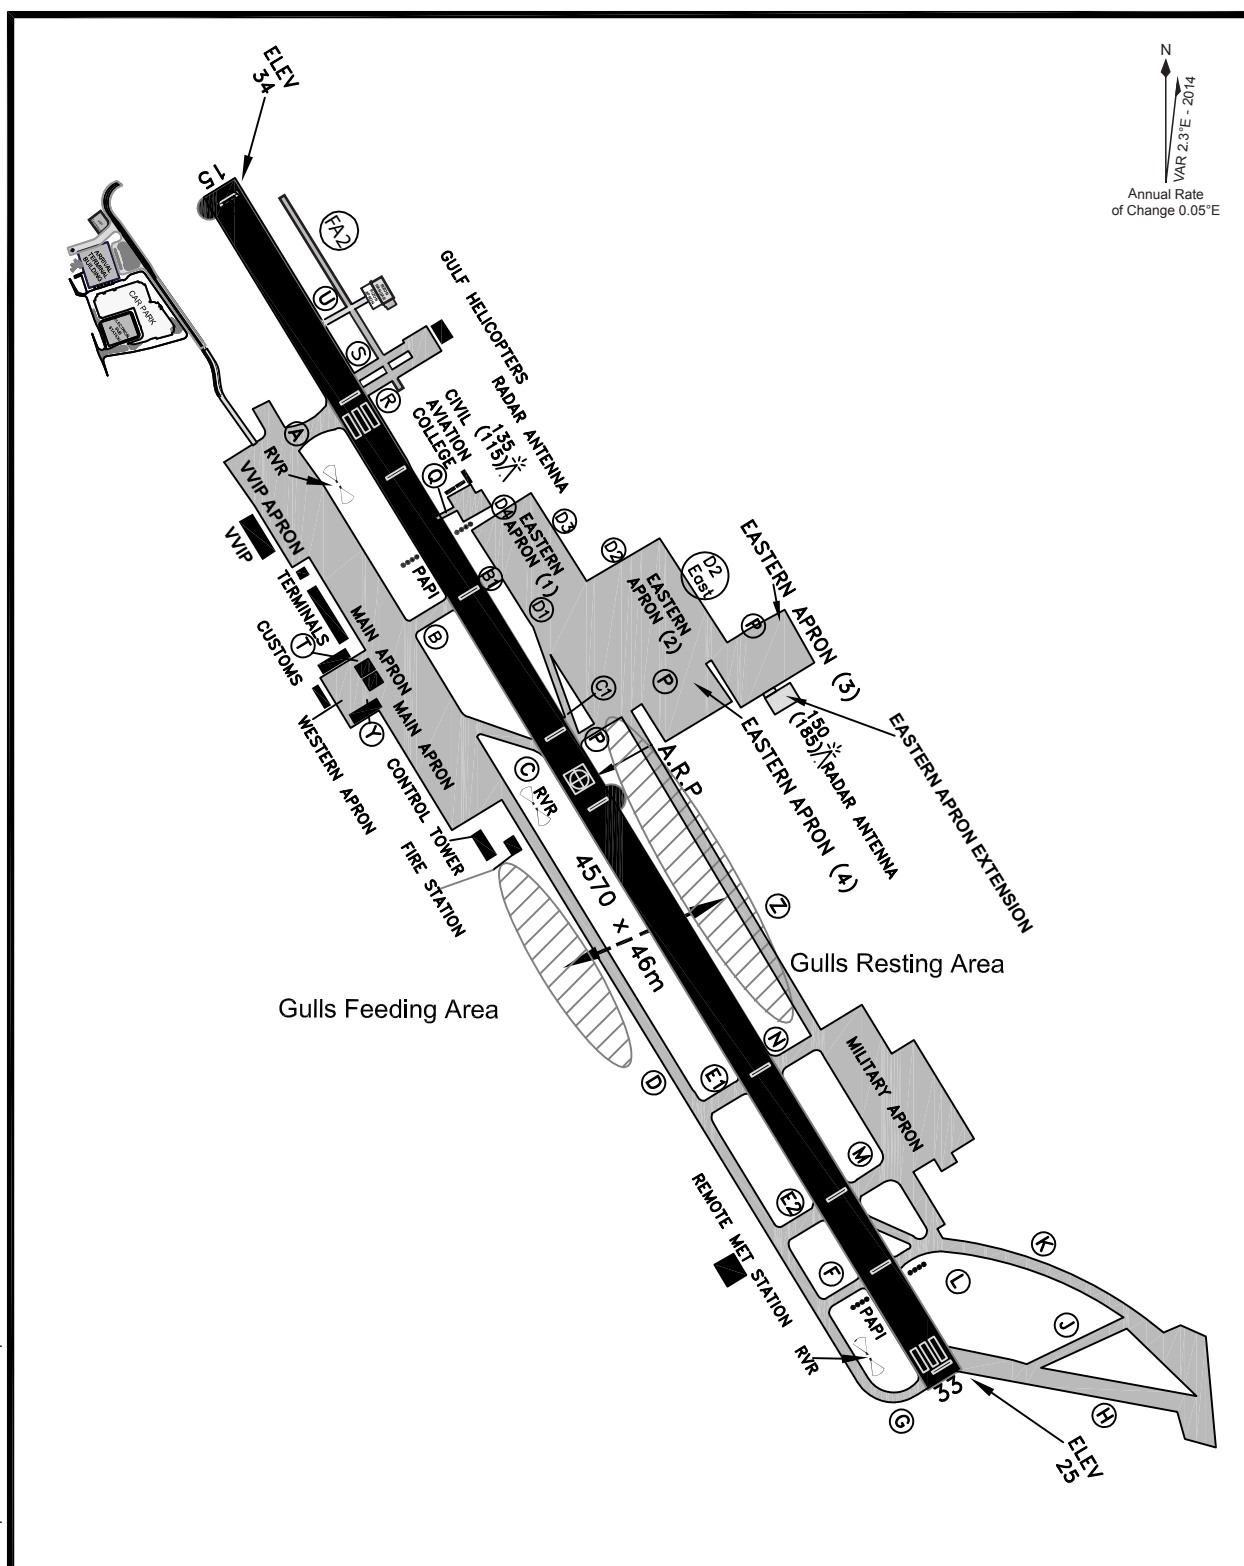 ELEV
34
N
VAR 2.3°E - 2014
Annual Rate
of Change 0.05°E
15
FA2
ARRIVAL
TERMINAL
BUILDING
CAR PARK
U
S
R
GULF HELICOPTERS
RADAR ANTENNA
135
(115)
CIVIL
AVIATION
COLLEGE
A
RVR
Q
VVIP APRON
VVIP
D4
D3
D2
D2
East
EASTERN
APRON (1)
EASTERN
APRON (2)
EASTERN APRON (3)
P
PAPI
B1
D1
B
TERMINALS
MAIN APRON
T
CUSTOMS
C1
P
P
WESTERN APRON
MAIN APRON
Y
A.R.P
150
(185)
RADAR ANTENNA
EASTERN APRON EXTENSION
EASTERN APRON (4)
C
RVR
CONTROL TOWER
FIRE STATION
4570 x 46m
Z
Gulls Resting Area
Gulls Feeding Area
N
E1
D
MILITARY APRON
M
E2
REMOTE MET STATION
F
K
L
J
PAPI
RVR
33
G
H
ELEV
25